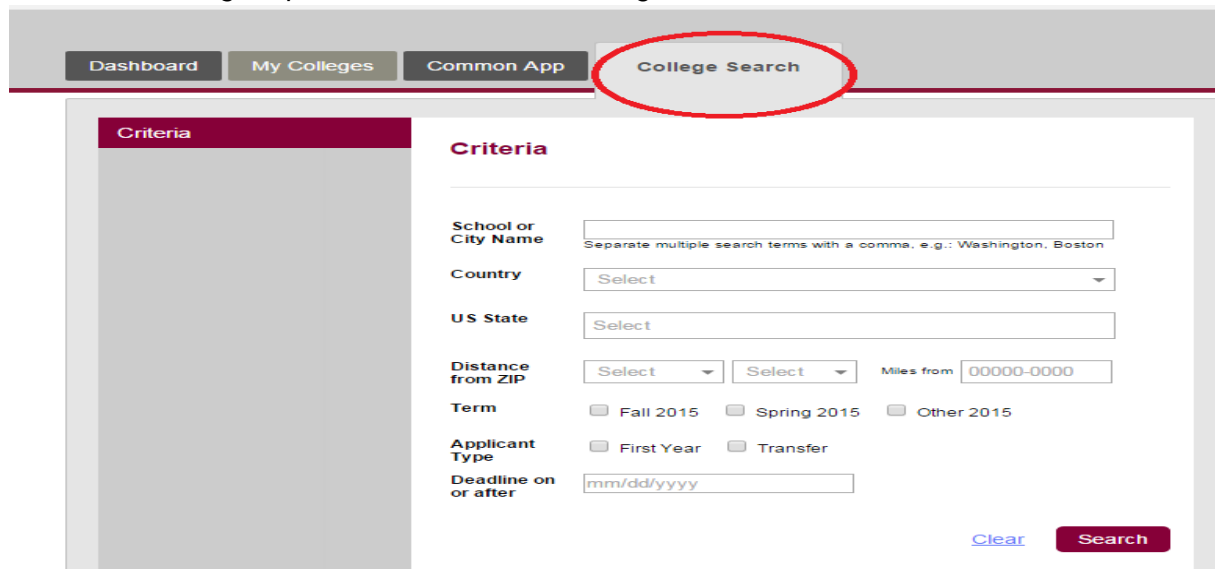 Dashboard My Colleges Common App College Search
Criteria
Criteria
School or
City Name
Separate multiple search terms with a comma, e.g.: Washington, Boston
Country Select
US State Select
Distance
from ZIP Select Select Miles from 00000-0000
Term Fall 2015 Spring 2015 Other 2015
Applicant
Type First Year Transfer
Deadline on
or after mm/dd/yyyy
Clear Search